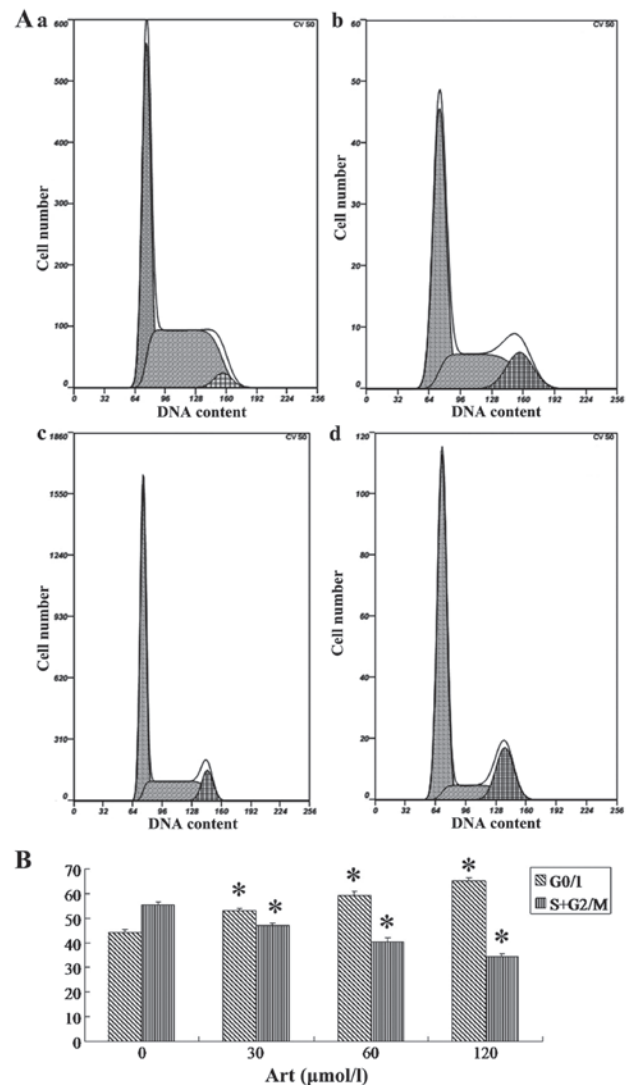 A a
CV 50
600
500
400
300
200
100
0
Cell number
0 32 64 96 128 160 192 224 256
DNA content
b
CV 50
60
50
40
30
20
10
0
Cell number
0 32 64 96 128 160 192 224 256
DNA content
c
CV 50
1860
1550
1240
930
620
310
0
Cell number
0 32 64 96 128 160 192 224 256
DNA content
d
CV 50
120
100
80
60
40
20
0
Cell number
0 32 64 96 128 160 192 224 256
DNA content
B
70
60
50
40
30
20
10
0
* * * * * *
G0/1
S+G2/M
0 30 60 120
Art (μmol/l)